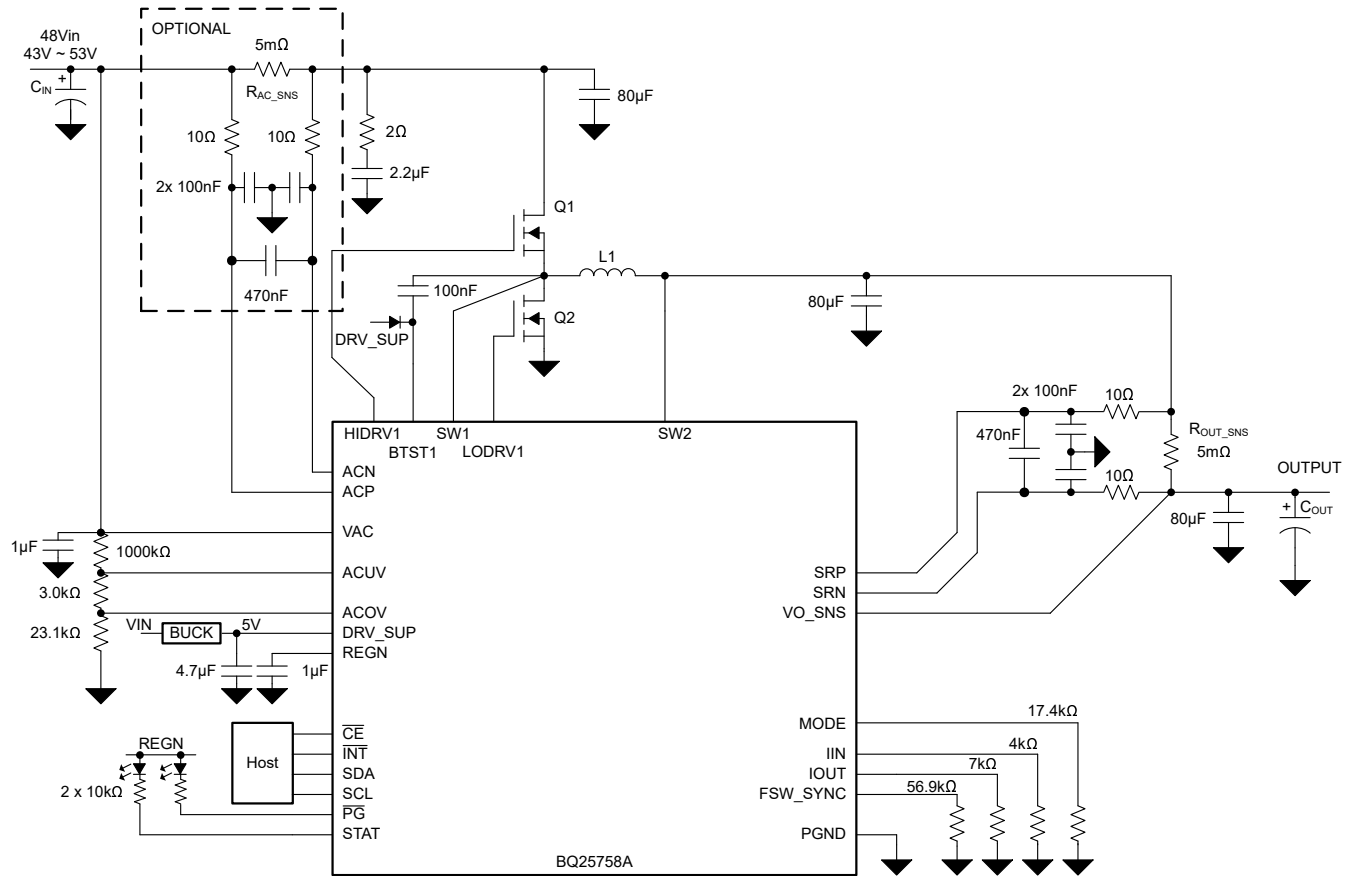 48Vin
43V ~ 53V
OPTIONAL
5mΩ
+
C_IN
R_AC_SNS
80µF
10Ω
10Ω
2Ω
2x 100nF
2.2µF
Q1
L1
470nF
100nF
80µF
Q2
DRV_SUP
2x 100nF
10Ω
HIDRV1
SW1
SW2
BTST1
LODRV1
470nF
R_OUT_SNS
5mΩ
ACN
ACP
10Ω
OUTPUT
80µF
+
C_OUT
VAC
1µF
1000kΩ
ACUV
SRP
3.0kΩ
SRN
ACOV
VO_SNS
23.1kΩ
VIN
BUCK
5V
DRV_SUP
REGN
4.7µF
1µF
MODE
17.4kΩ
CE
IIN
4kΩ
REGN
INT
Host
SDA
IOUT
7kΩ
2 x 10kΩ
SCL
FSW_SYNC
56.9kΩ
PG
STAT
PGND
BQ25758A